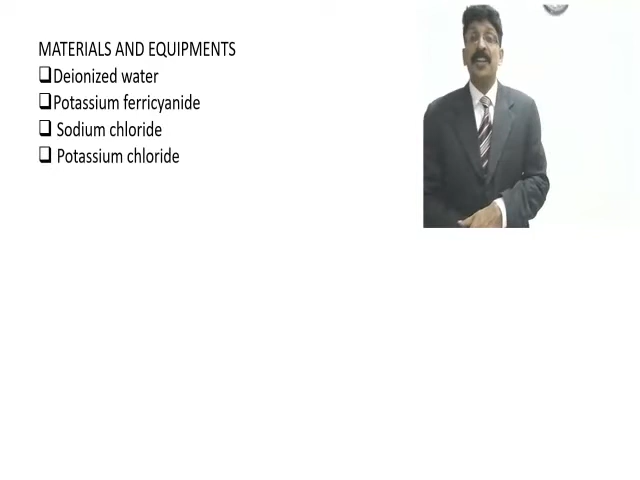 MATERIALS AND EQUIPMENTS
❑Deionized water
❑Potassium ferricyanide
❑ Sodium chloride
❑ Potassium chloride